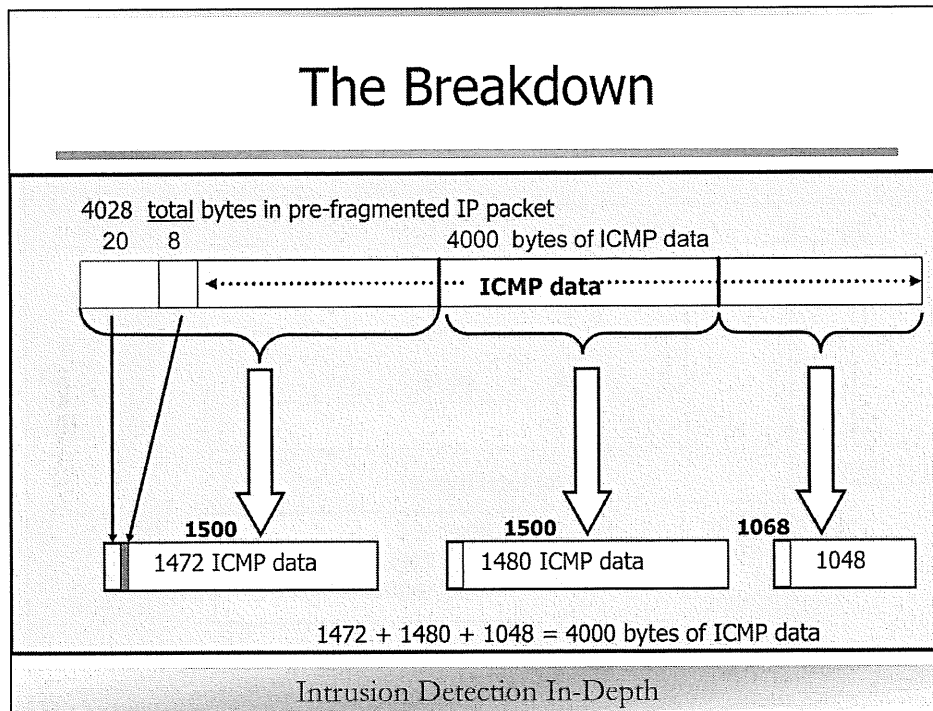 The Breakdown
4028 total bytes in pre-fragmented IP packet
20 8 4000 bytes of ICMP data
ICMP data
1500 1500 1068
1472 ICMP data 1480 ICMP data 1048
1472 + 1480 + 1048 = 4000 bytes of ICMP data
Intrusion Detection In-Depth